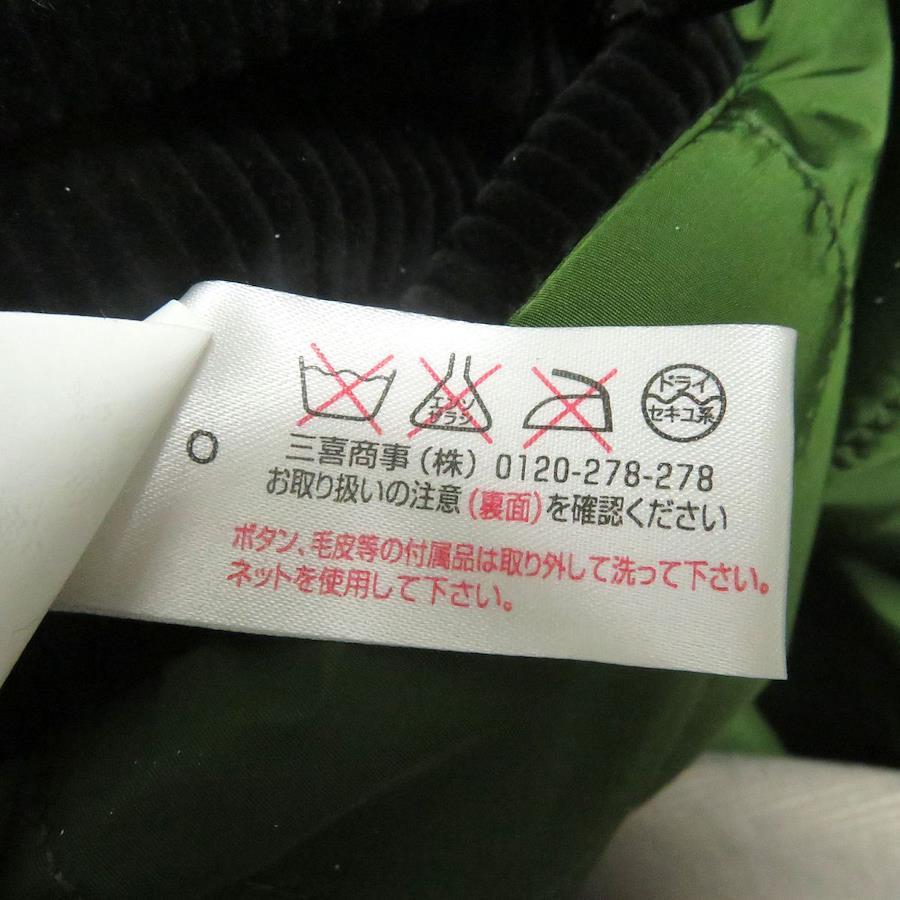 エンソ
サラシ
ドライ
セキユ系
O
三喜商事(株) 0120-278-278
お取り扱いの注意(裏面)を確認ください
ボタン、毛皮等の付属品は取り外して洗って下さい。
ネットを使用して下さい。